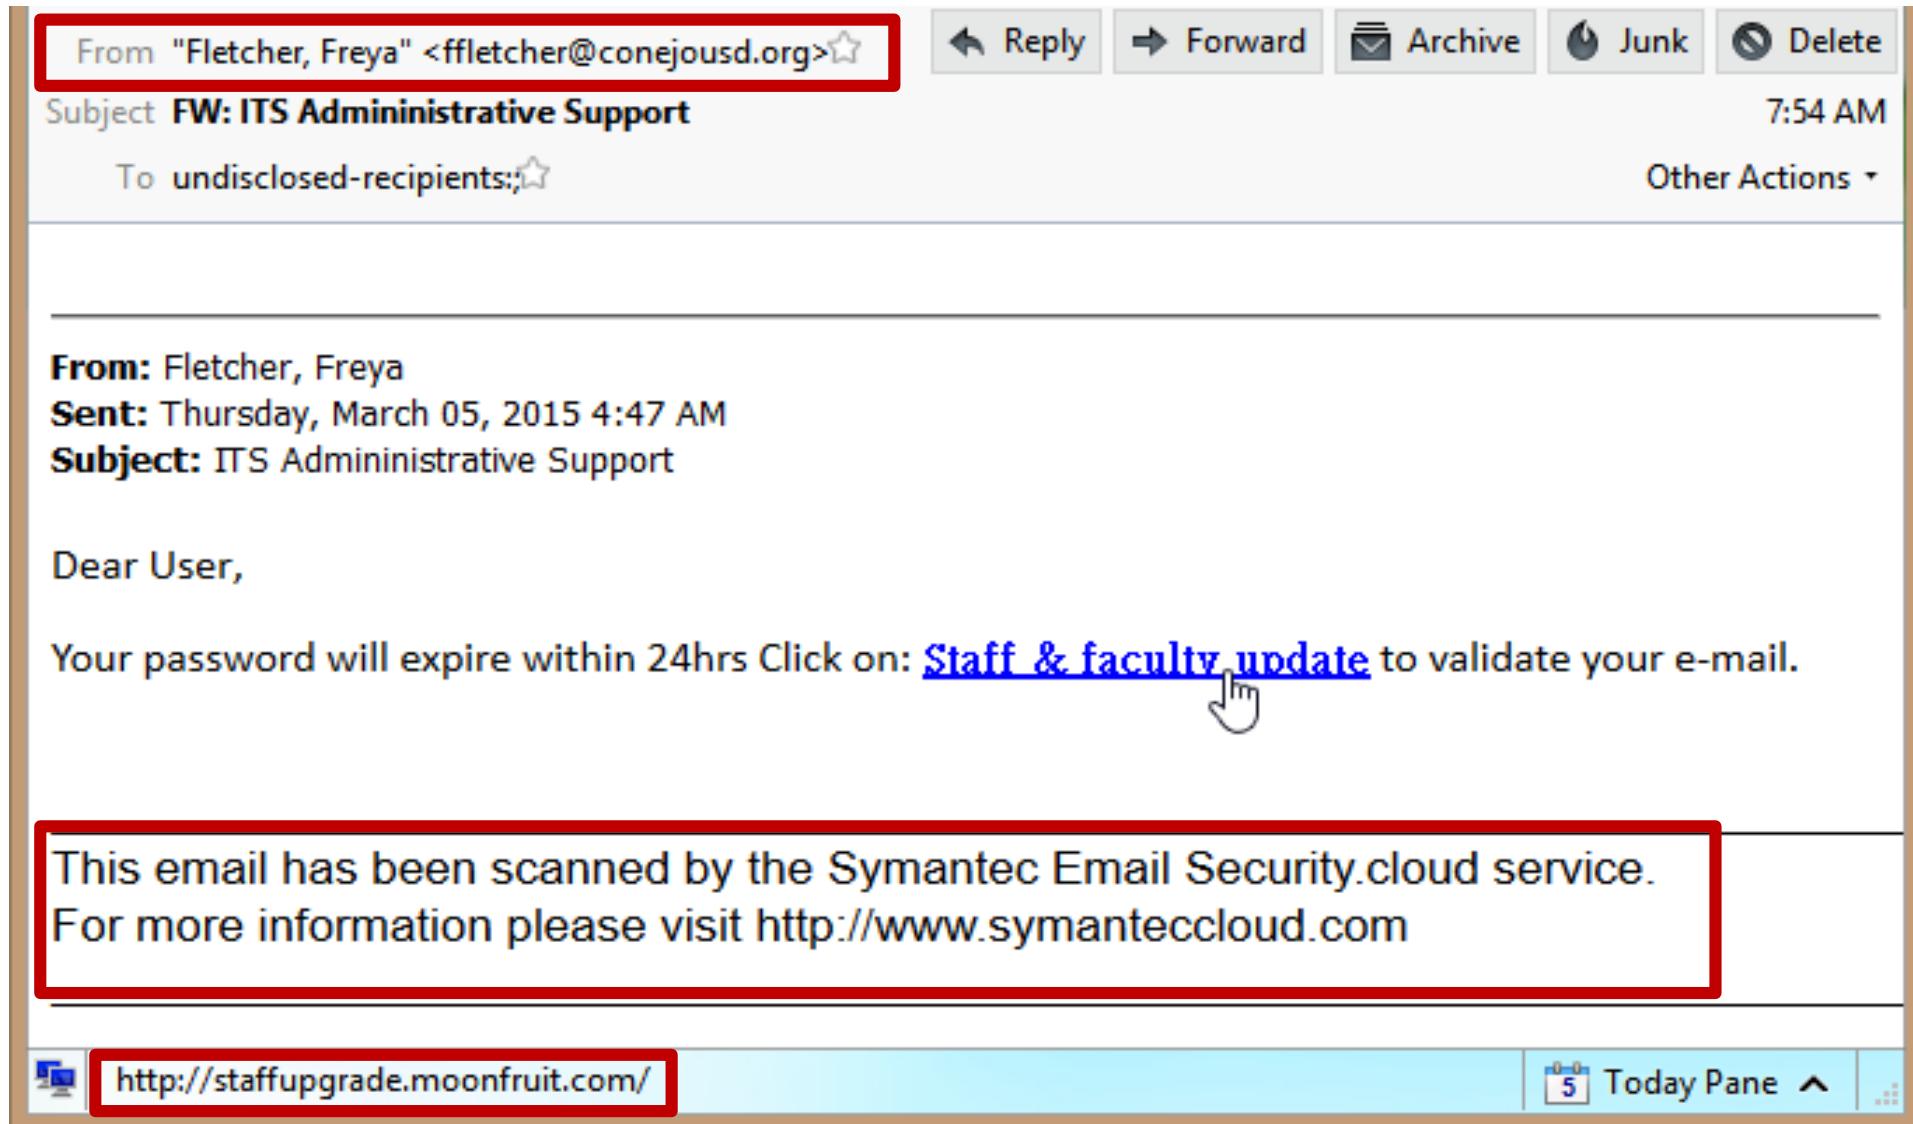 From "Fletcher, Freya" <ffletcher@conejousd.org> Reply Forward Archive Junk Delete
Subject FW: ITS Admininistrative Support 7:54 AM
To undisclosed-recipients:; Other Actions
From: Fletcher, Freya
Sent: Thursday, March 05, 2015 4:47 AM
Subject: ITS Admininistrative Support
Dear User,
Your password will expire within 24hrs Click on: Staff & faculty update to validate your e-mail.
This email has been scanned by the Symantec Email Security.cloud service.
For more information please visit http://www.symanteccloud.com
http://staffupgrade.moonfruit.com/ 5 Today Pane